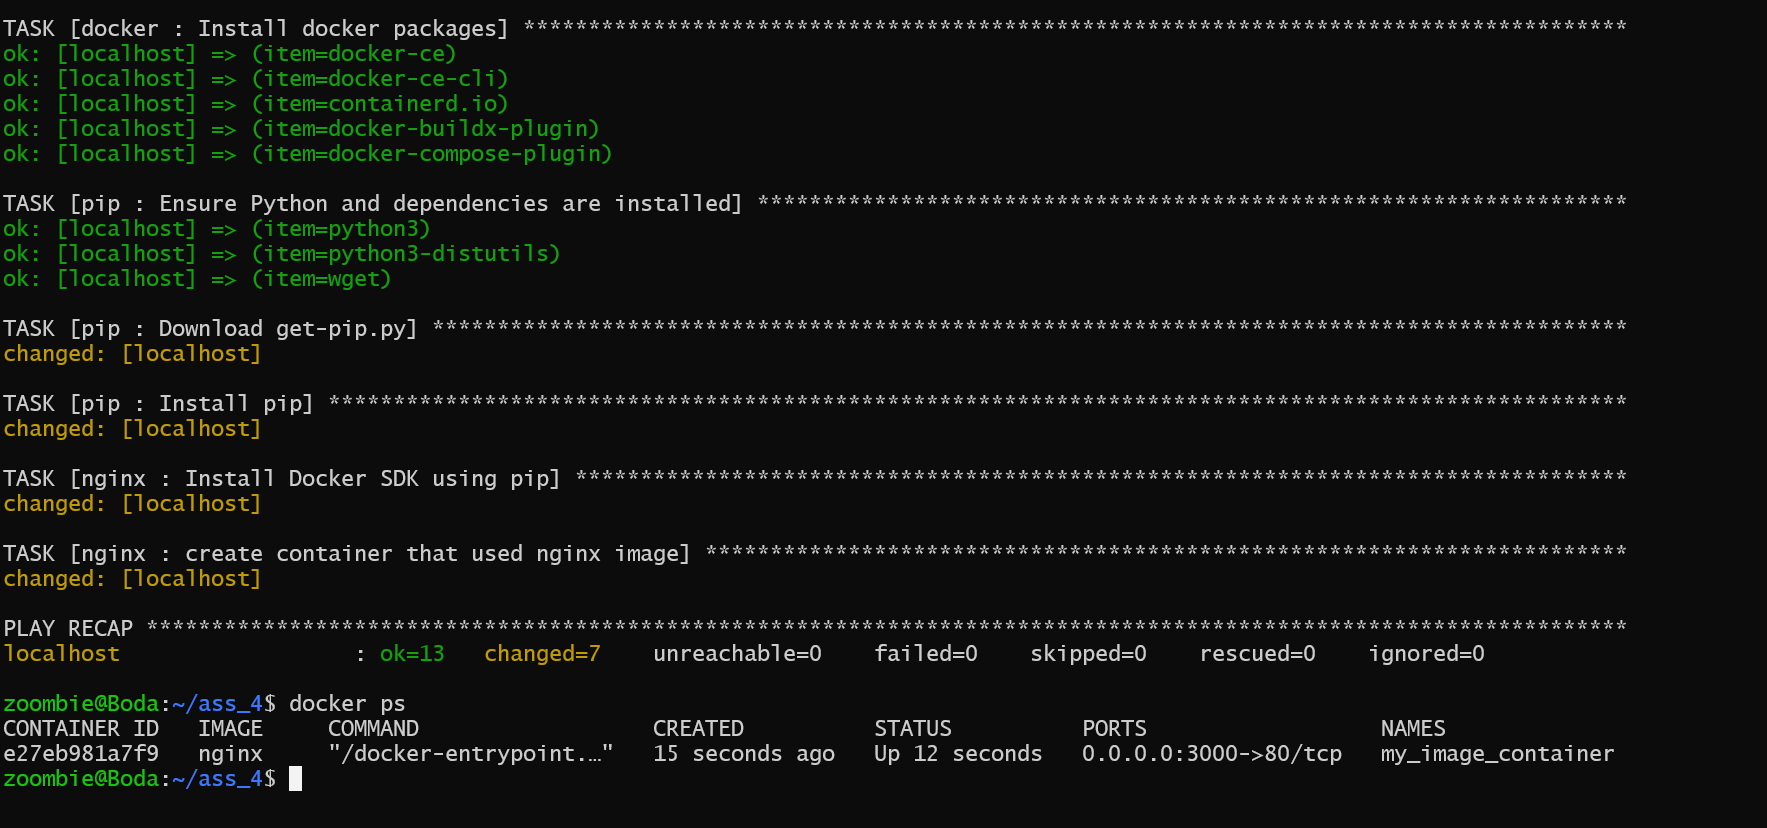 TASK [docker : Install docker packages] *************************************************************************************
ok: [localhost] => (item=docker-ce)
ok: [localhost] => (item=docker-ce-cli)
ok: [localhost] => (item=containerd.io)
ok: [localhost] => (item=docker-buildx-plugin)
ok: [localhost] => (item=docker-compose-plugin)
TASK [pip : Ensure Python and dependencies are installed] *******************************************************************
ok: [localhost] => (item=python3)
ok: [localhost] => (item=python3-distutils)
ok: [localhost] => (item=wget)
TASK [pip : Download get-pip.py] ********************************************************************************************
changed: [localhost]
TASK [pip : Install pip] ****************************************************************************************************
changed: [localhost]
TASK [nginx : Install Docker SDK using pip] *********************************************************************************
changed: [localhost]
TASK [nginx : create container that used nginx image] ***********************************************************************
changed: [localhost]
PLAY RECAP ******************************************************************************************************************
localhost                  : ok=13   changed=7    unreachable=0    failed=0    skipped=0    rescued=0    ignored=0
zoombie@Boda:~/ass_4$ docker ps
CONTAINER ID   IMAGE     COMMAND                  CREATED          STATUS          PORTS                  NAMES
e27eb981a7f9   nginx     "/docker-entrypoint.…"   15 seconds ago   Up 12 seconds   0.0.0.0:3000->80/tcp   my_image_container
zoombie@Boda:~/ass_4$